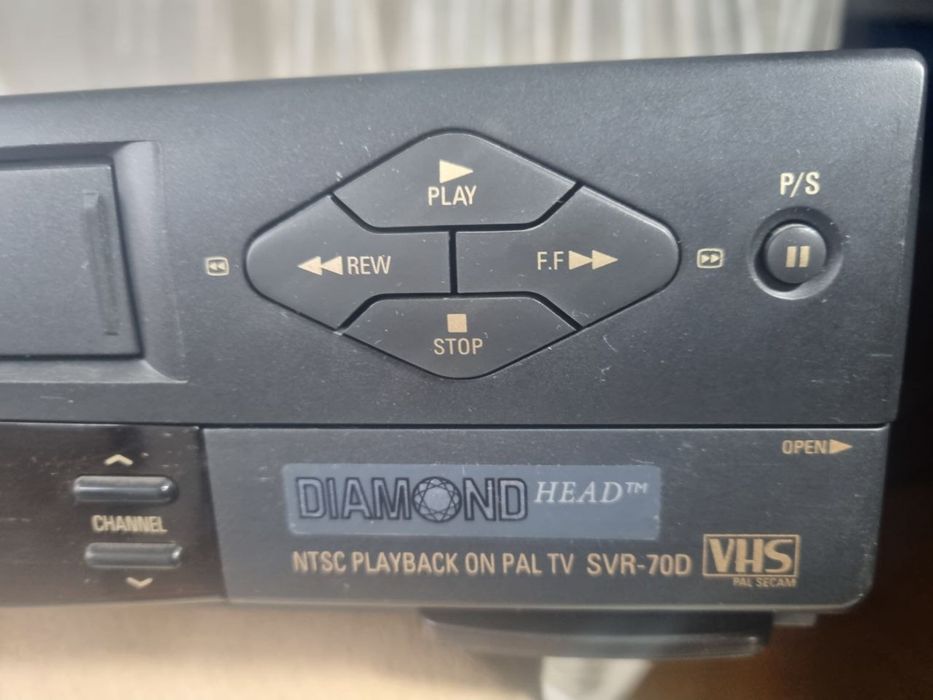 PLAY
P/S
REW
F.F
STOP
OPEN
CHANNEL
DIAMOND HEAD™
NTSC PLAYBACK ON PAL TV SVR-70D VHS
PAL SECAM